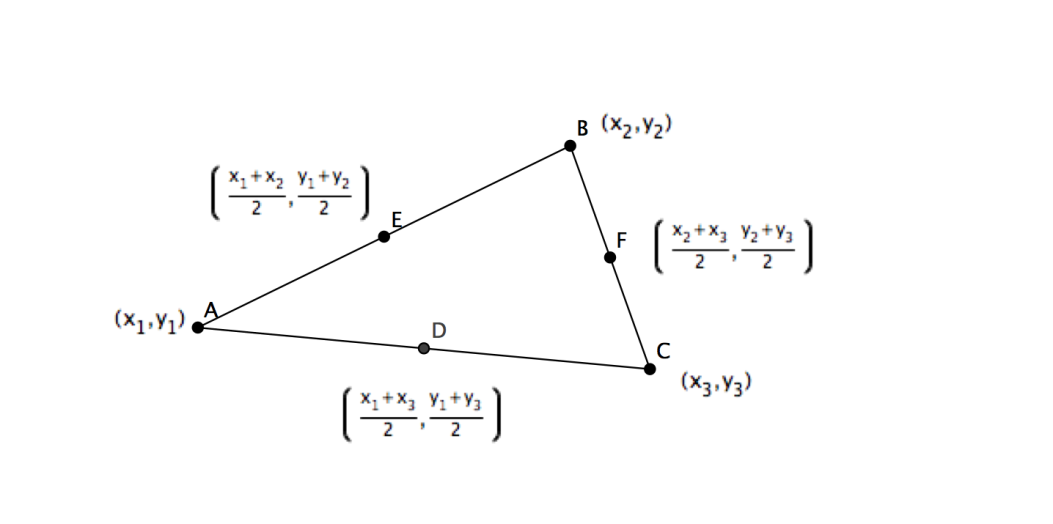 B (x₂,y₂)
( x₁+x₂/2 , y₁+y₂/2 )
E
F ( x₂+x₃/2 , y₂+y₃/2 )
(x₁,y₁) A
D
C
(x₃,y₃)
( x₁+x₃/2 , y₁+y₃/2 )